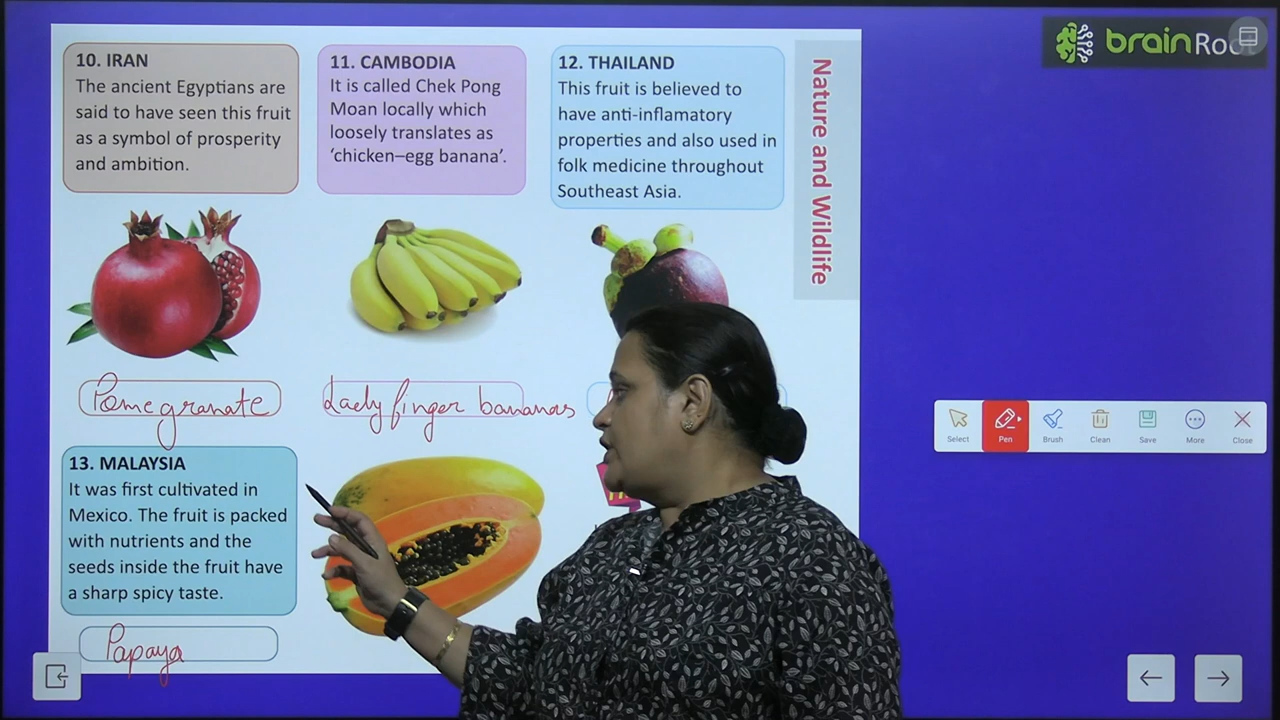 brainRoo
Nature and Wildlife
10. IRAN
The ancient Egyptians are
said to have seen this fruit
as a symbol of prosperity
and ambition.
11. CAMBODIA
It is called Chek Pong
Moan locally which
loosely translates as
‘chicken–egg banana’.
12. THAILAND
This fruit is believed to
have anti-inflamatory
properties and also used in
folk medicine throughout
Southeast Asia.
Pomegranate
Lady finger bananas
13. MALAYSIA
It was first cultivated in
Mexico. The fruit is packed
with nutrients and the
seeds inside the fruit have
a sharp spicy taste.
Papaya
Select
Pen
Brush
Clean
Save
More
Close